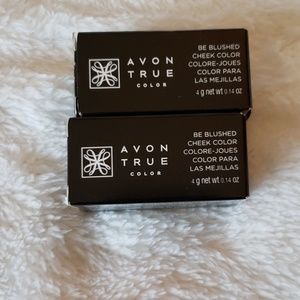 AVON
TRUE
COLOR
BE BLUSHED
CHEEK COLOR
COLORE-JOUES
COLOR PARA
LAS MEJILLAS
4 g net wt 0.14 oz
AVON
TRUE
COLOR
BE BLUSHED
CHEEK COLOR
COLORE-JOUES
COLOR PARA
LAS MEJILLAS
4 g net wt 0.14 oz